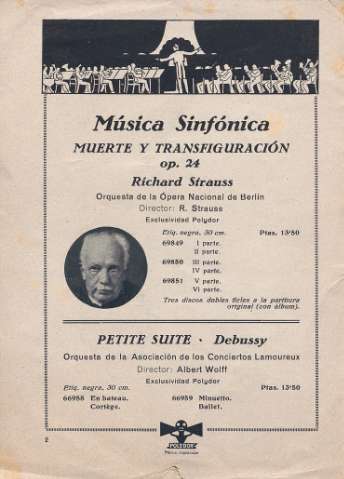 Música Sinfónica
MUERTE Y TRANSFIGURACIÓN
op. 24
Richard Strauss
Orquesta de la Ópera Nacional de Berlín
Director: R. Strauss
Exclusividad Polydor
Etiq. negra, 30 cm. Ptas. 13'50
69849 I parte.
II parte.
69850 III parte.
IV parte.
69851 V parte.
VI parte.
Tres discos dobles fieles a la partitura
original (con álbum).
PETITE SUITE · Debussy
Orquesta de la Asociación de los Conciertos Lamoureux
Director: Albert Wolff
Exclusividad Polydor
Etiq. negra, 30 cm. Ptas. 13'50
66958 En bateau. 66959 Minuetto.
Cortège. Ballet.
2
POLYDOR